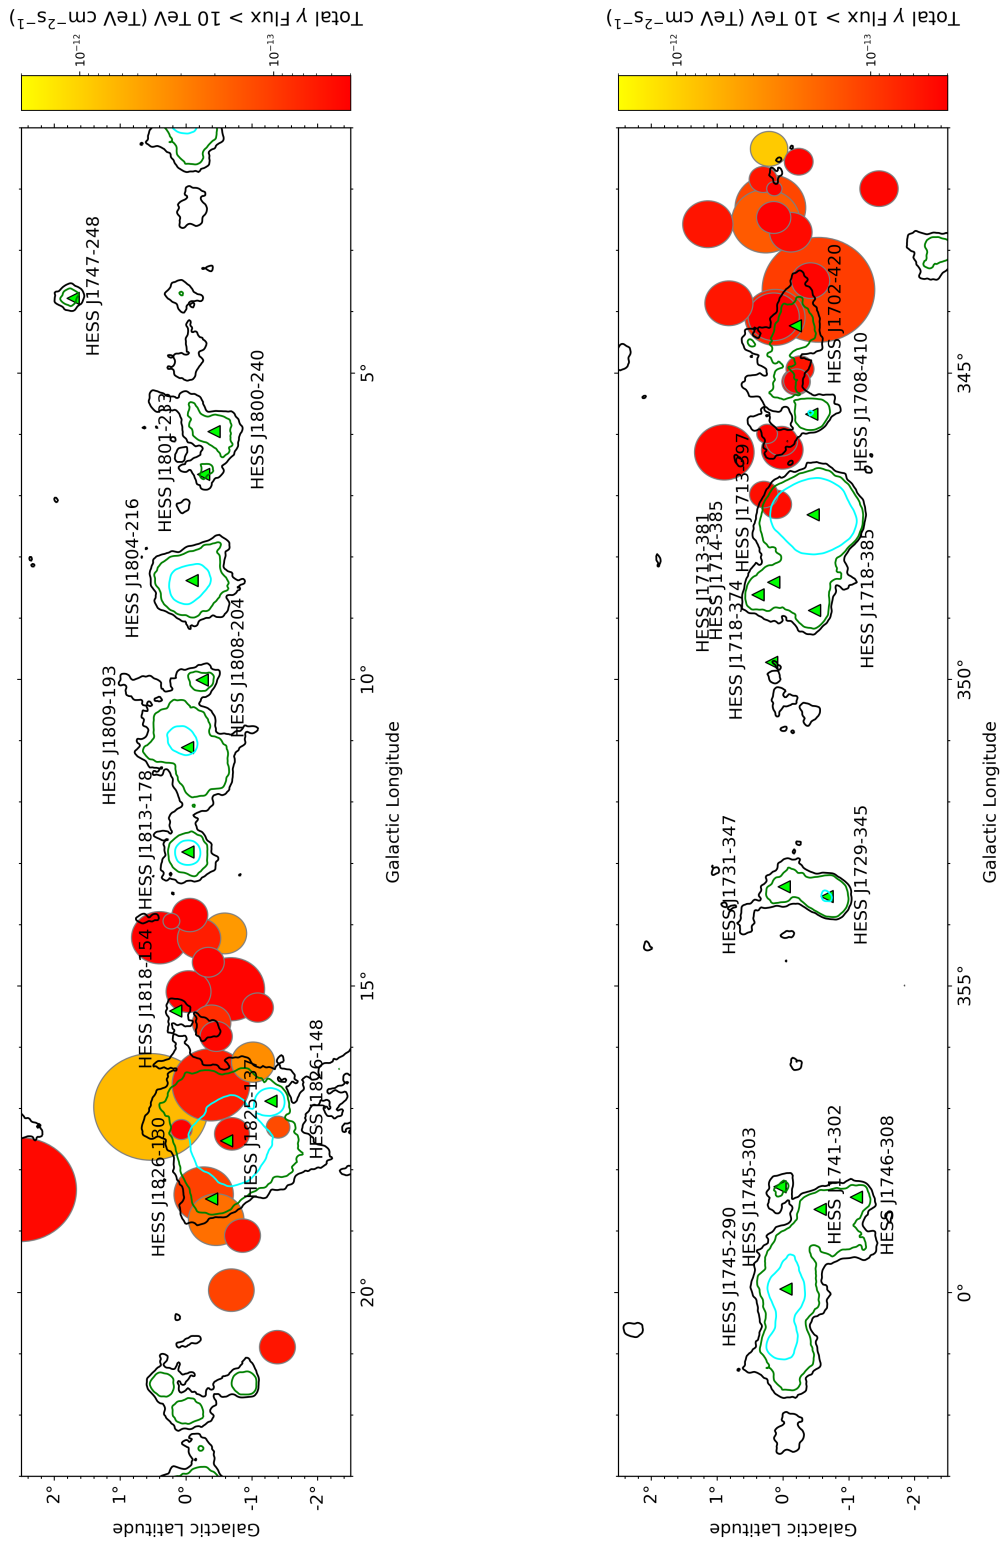 Total γ Flux > 10 TeV (TeV cm⁻²s⁻¹)
10⁻¹²
10⁻¹³
Galactic Latitude
2°
1°
0°
-1°
-2°
HESS J1747-248
HESS J1809-193
HESS J1804-216
HESS J1818-154
HESS J1813-178
HESS J1826-130
HESS J1801-233
HESS J1808-204
HESS J1825-137
HESS J1800-240
HESS J1826-148
20°
15°
10°
5°
Galactic Longitude
Total γ Flux > 10 TeV (TeV cm⁻²s⁻¹)
10⁻¹²
10⁻¹³
Galactic Latitude
2°
1°
0°
-1°
-2°
HESS J1713-381
HESS J1714-385
HESS J1745-290
HESS J1731-347
HESS J1718-374
HESS J1713-397
HESS J1745-303
HESS J1741-302
HESS J1702-420
HESS J1729-345
HESS J1708-410
HESS J1718-385
HESS J1746-308
0°
355°
350°
345°
Galactic Longitude